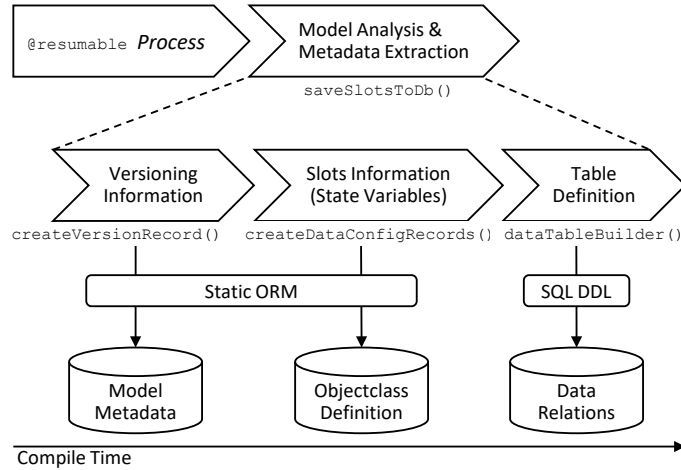 @resumable Process
Model Analysis &
Metadata Extraction
saveSlotsToDb()
Versioning
Information
Slots Information
(State Variables)
Table
Definition
createVersionRecord()
createDataConfigRecords()
dataTableBuilder()
Static ORM
SQL DDL
Model
Metadata
Objectclass
Definition
Data
Relations
Compile Time